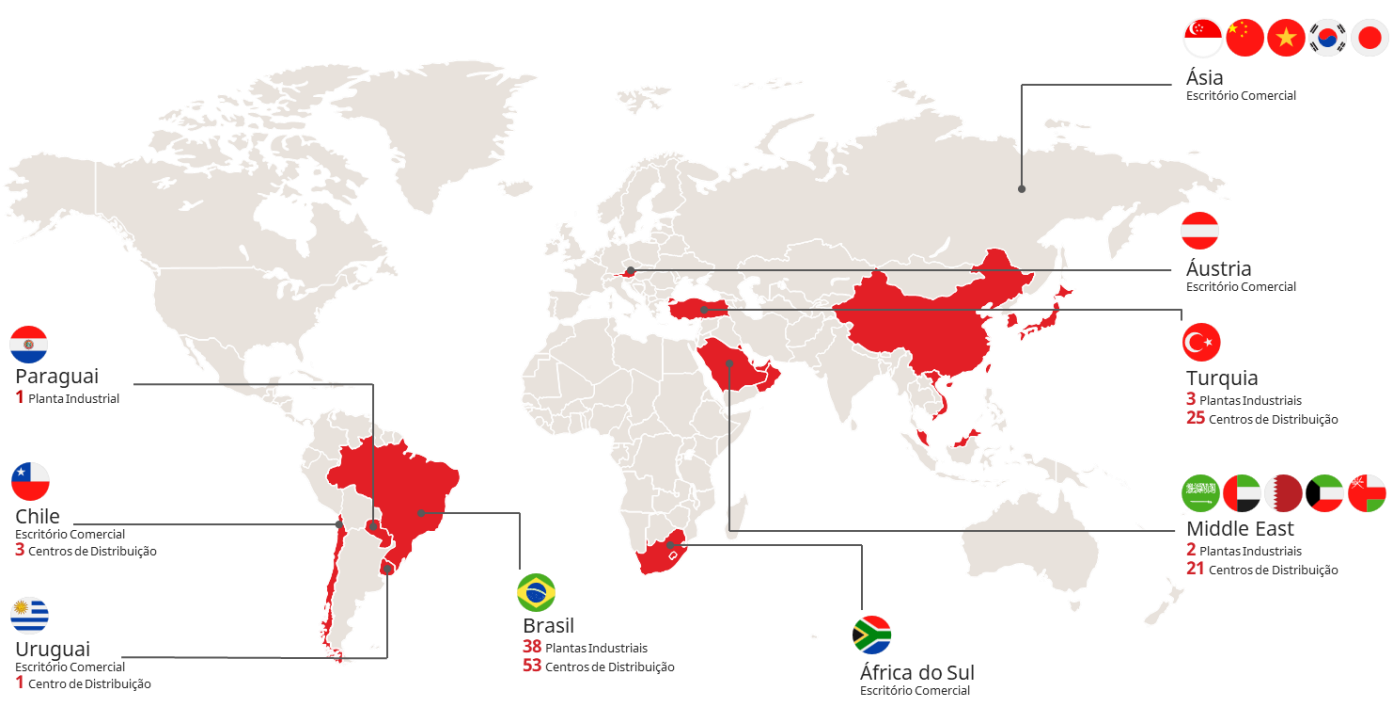 Ásia
Escritório Comercial
Áustria
Escritório Comercial
Turquia
3 Plantas Industriais
25 Centros de Distribuição
Middle East
2 Plantas Industriais
21 Centros de Distribuição
Paraguai
1 Planta Industrial
Chile
Escritório Comercial
3 Centros de Distribuição
Uruguai
Escritório Comercial
1 Centro de Distribuição
Brasil
38 Plantas Industriais
53 Centros de Distribuição
África do Sul
Escritório Comercial